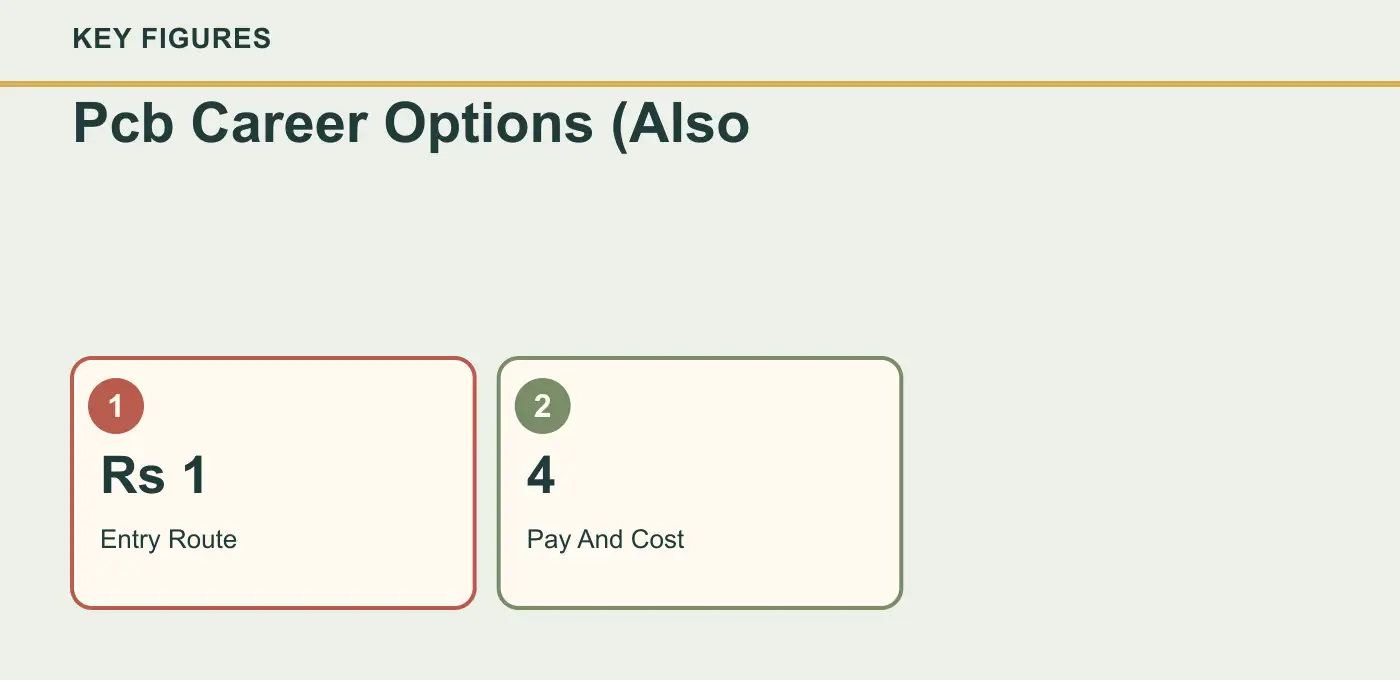 KEY FIGURES
Pcb Career Options (Also
1
Rs 1
Entry Route
2
4
Pay And Cost